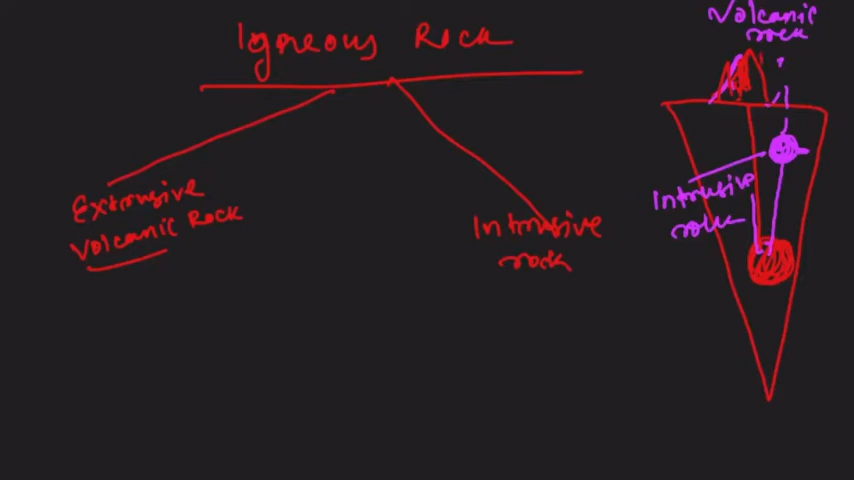 Igneous Rock
Volcanic
rock
Extrusive
Volcanic Rock
Intrusive
rock
Intrusive
rock